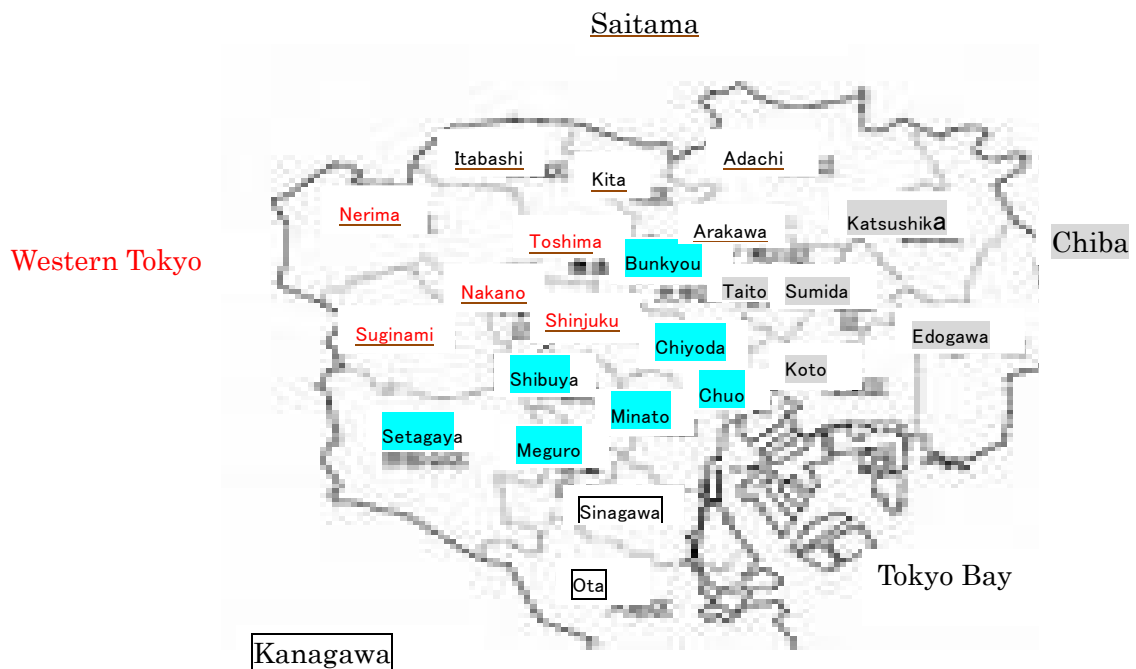 Saitama
Itabashi
Adachi
Kita
Nerima
Katsushika
Arakawa
Toshima
Chiba
Western Tokyo
Bunkyou
Taito
Sumida
Nakano
Shinjuku
Suginami
Edogawa
Chiyoda
Koto
Shibuya
Chuo
Minato
Setagaya
Meguro
Sinagawa
Tokyo Bay
Ota
Kanagawa